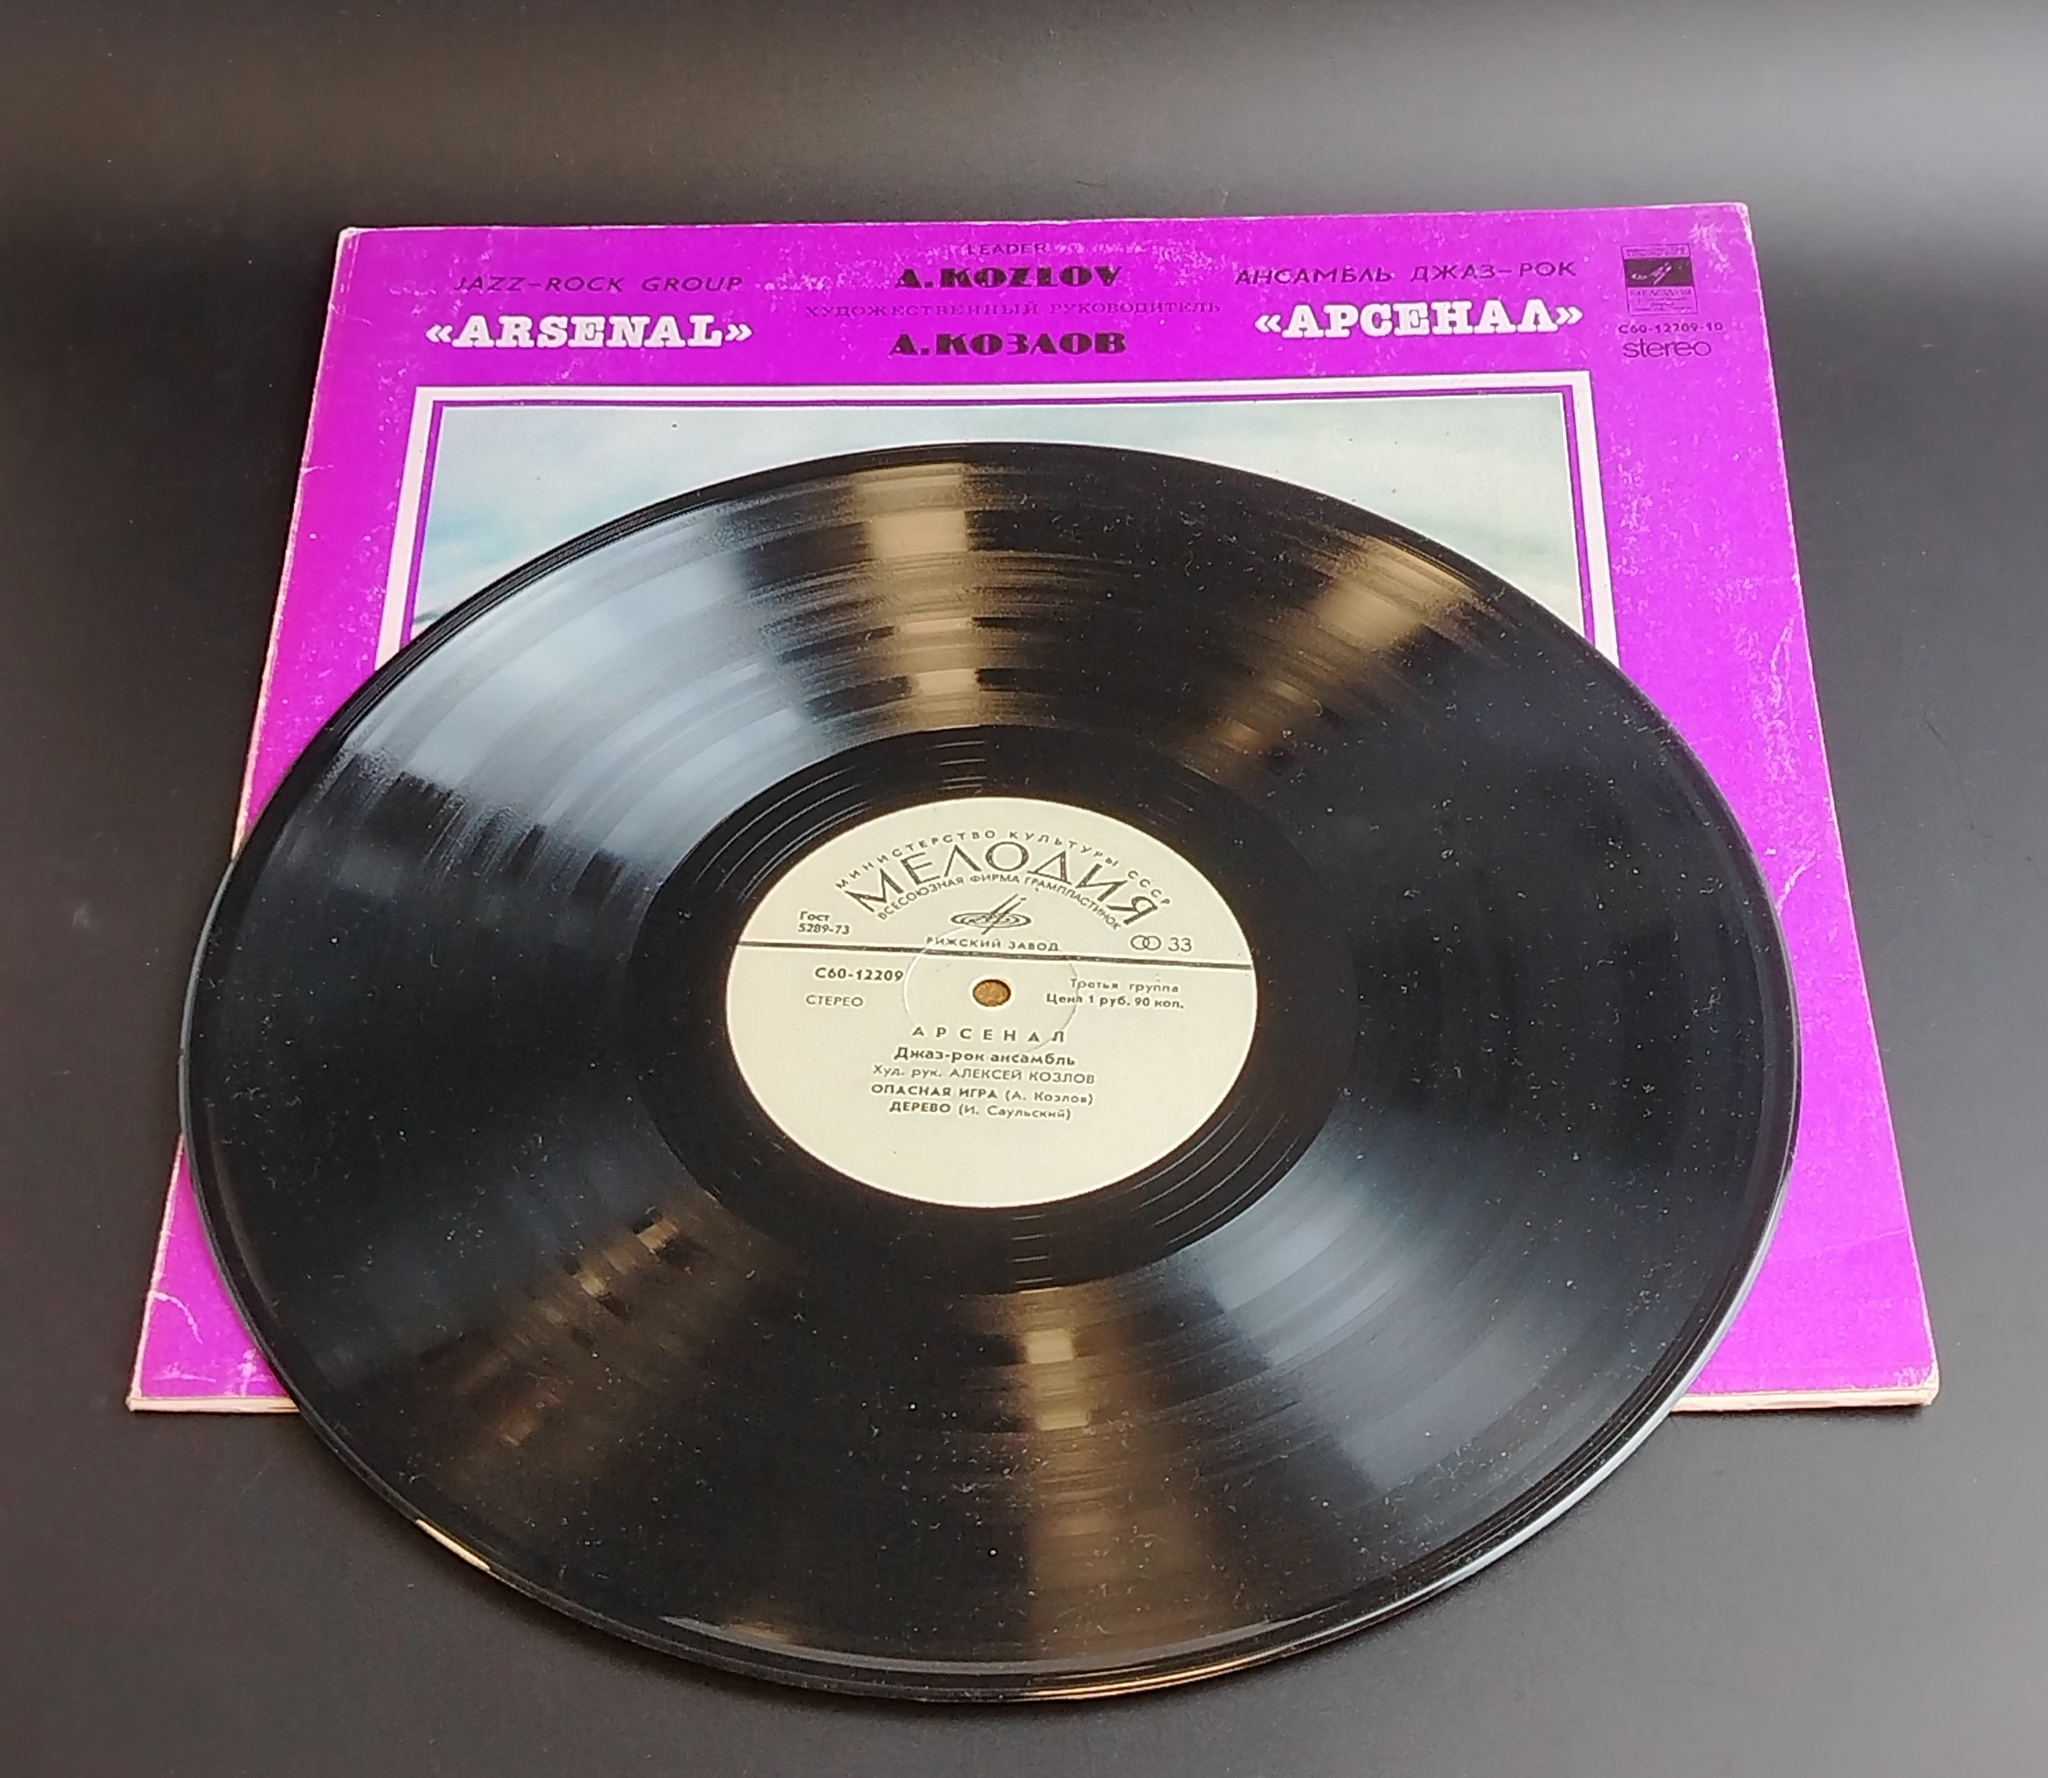 LEADER
A.KOZLOV
ХУДОЖЕСТВЕННЫЙ РУКОВОДИТЕЛЬ
А.КОЗЛОВ
JAZZ-ROCK GROUP
«ARSENAL»
АНСАМБЛЬ ДЖАЗ-РОК
«АРСЕНАЛ»
С60-12209-10
stereo
МИНИСТЕРСТВО КУЛЬТУРЫ СССР
МЕЛОДИЯ
ВСЕСОЮЗНАЯ ФИРМА ГРАМПЛАСТИНОК
Гост
5289-73
РИЖСКИЙ ЗАВОД
33
С60-12209
СТЕРЕО
Третья группа
Цена 1 руб. 90 коп.
АРСЕНАЛ
Джаз-рок ансамбль
Худ. рук. АЛЕКСЕЙ КОЗЛОВ
ОПАСНАЯ ИГРА (А. Козлов)
ДЕРЕВО (И. Саульский)